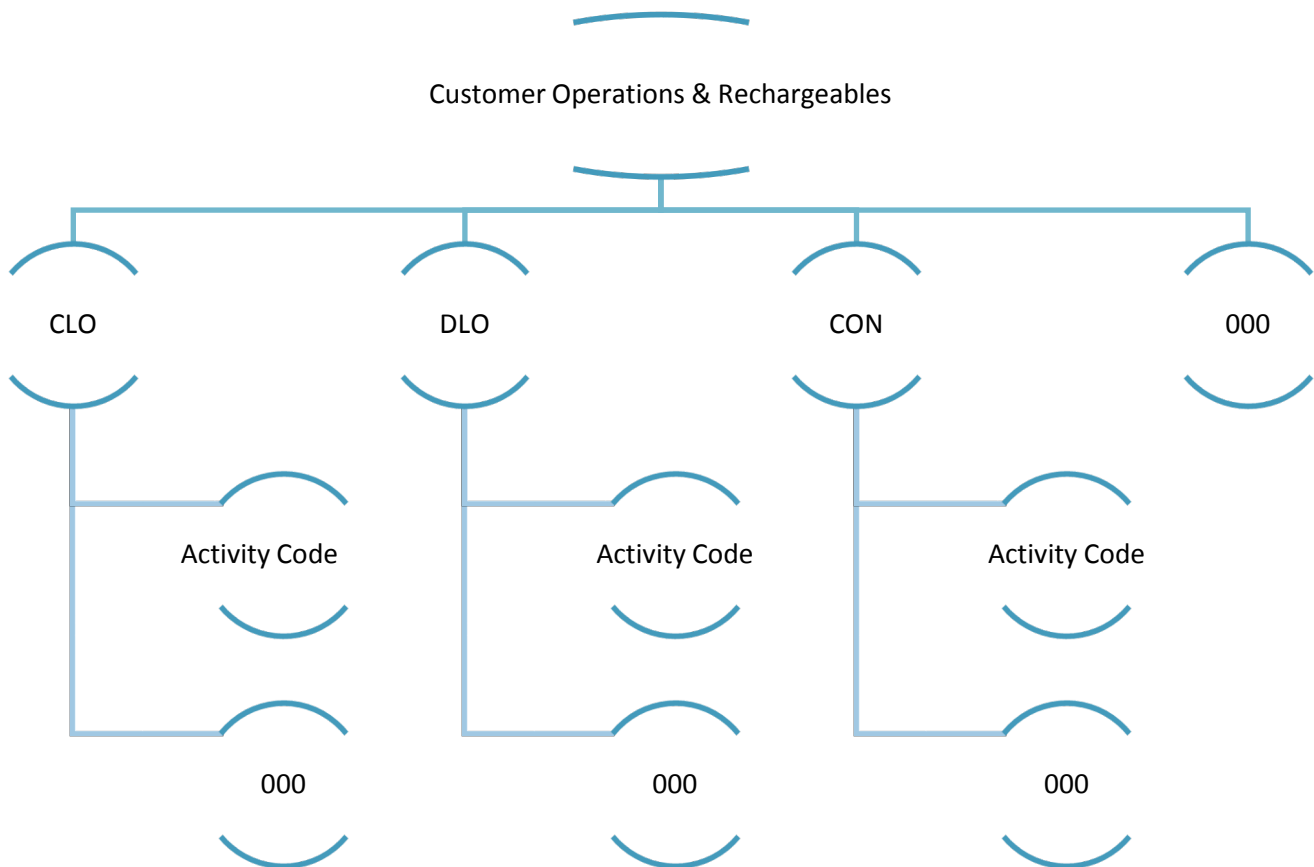 Customer Operations & Rechargeables
CLO
DLO
CON
000
Activity Code
Activity Code
Activity Code
000
000
000